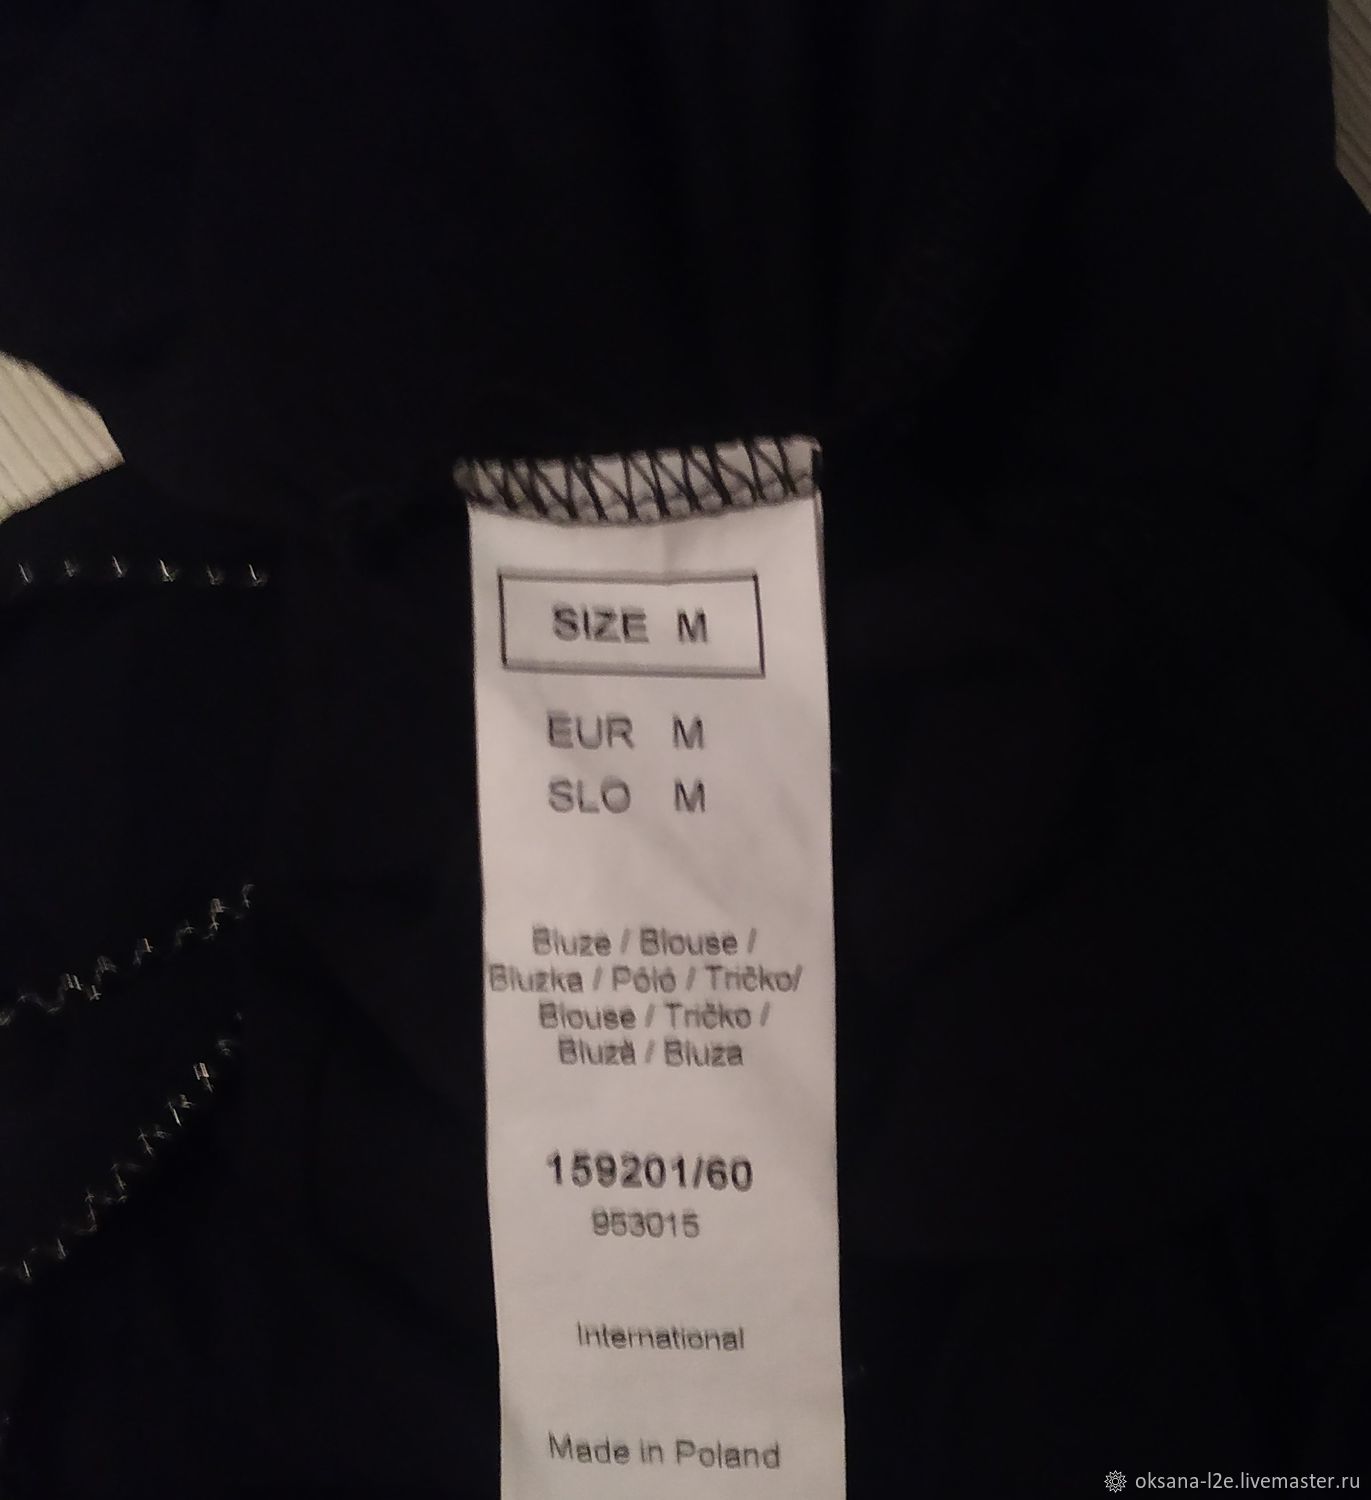 SIZE M
EUR M
SLO M
Bluze / Blouse /
Bluzka / Póló / Tričko/
Blouse / Tričko /
Bluză / Bluza
159201/60
953015
International
Made in Poland
oksana-l2e.livemaster.ru